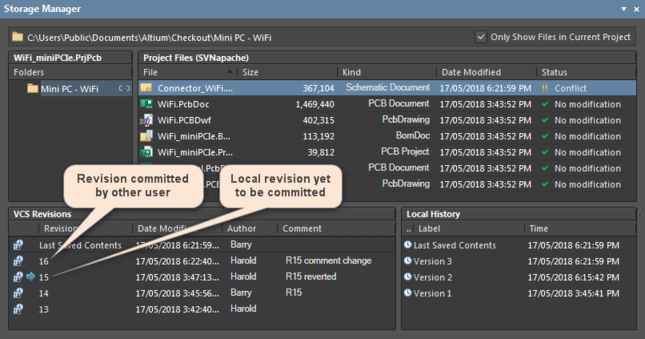 Storage Manager
C:\Users\Public\Documents\Altium\Checkout\Mini PC - WiFi
Only Show Files in Current Project
WiFi_miniPCIe.PrjPcb
Folders
Mini PC - WiFi
Project Files (SVNapache)
File Size Kind Date Modified Status
Connector_WiFi.... 367,104 Schematic Document 17/05/2018 6:21:59 PM Conflict
WiFi.PcbDoc 1,469,440 PCB Document 17/05/2018 3:43:52 PM No modification
WiFi.PCBDwf 402,315 PcbDrawing 17/05/2018 3:43:52 PM No modification
WiFi_miniPCIe.B... 113,192 BomDoc 17/05/2018 3:43:52 PM No modification
WiFi_miniPCIe.Pr... 39,812 PCB Project 17/05/2018 3:43:52 PM No modification
PCB Document 17/05/2018 3:43:52 PM No modification
PcbDrawing 17/05/2018 3:43:52 PM No modification
Revision committed
by other user
Local revision yet
to be committed
VCS Revisions
Revision Date Modified Author Comment
Last Saved Contents 17/05/2018 6:21:59... Barry
16 17/05/2018 6:22:40... Harold R15 comment change
15 17/05/2018 3:47:13... Harold R15 reverted
14 17/05/2018 3:45:56... Barry R15
13 17/05/2018 3:42:40... Harold
Local History
.. Label Time
Last Saved Contents 17/05/2018 6:21:59 PM
Version 3 17/05/2018 6:21:59 PM
Version 2 17/05/2018 6:15:42 PM
Version 1 17/05/2018 3:45:41 PM